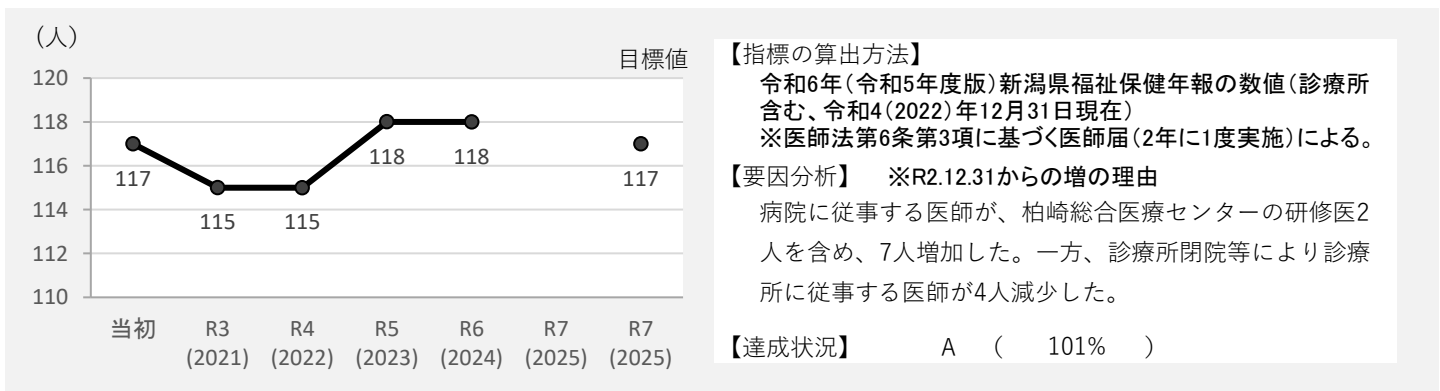 (人)
目標値
120
118
116
114
112
110
117
115
115
118
118
117
当初
R3
(2021)
R4
(2022)
R5
(2023)
R6
(2024)
R7
(2025)
R7
(2025)
【指標の算出方法】
令和6年(令和5年度版)新潟県福祉保健年報の数値(診療所
含む、令和4(2022)年12月31日現在)
※医師法第6条第3項に基づく医師届(2年に1度実施)による。
【要因分析】 ※R2.12.31からの増の理由
病院に従事する医師が、柏崎総合医療センターの研修医2
人を含め、7人増加した。一方、診療所閉院等により診療
所に従事する医師が4人減少した。
【達成状況】 A ( 101% )